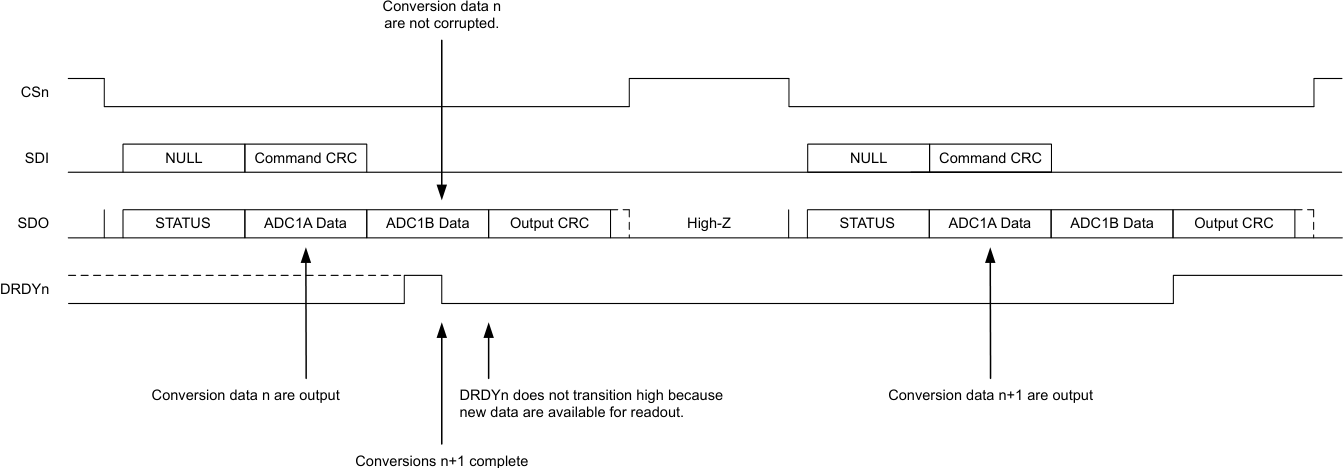 Conversion data n
are not corrupted.
CSn
SDI
NULL
Command CRC
NULL
Command CRC
SDO
STATUS
ADC1A Data
ADC1B Data
Output CRC
High-Z
STATUS
ADC1A Data
ADC1B Data
Output CRC
DRDYn
Conversion data n are output
DRDYn does not transition high because
new data are available for readout.
Conversion data n+1 are output
Conversions n+1 complete